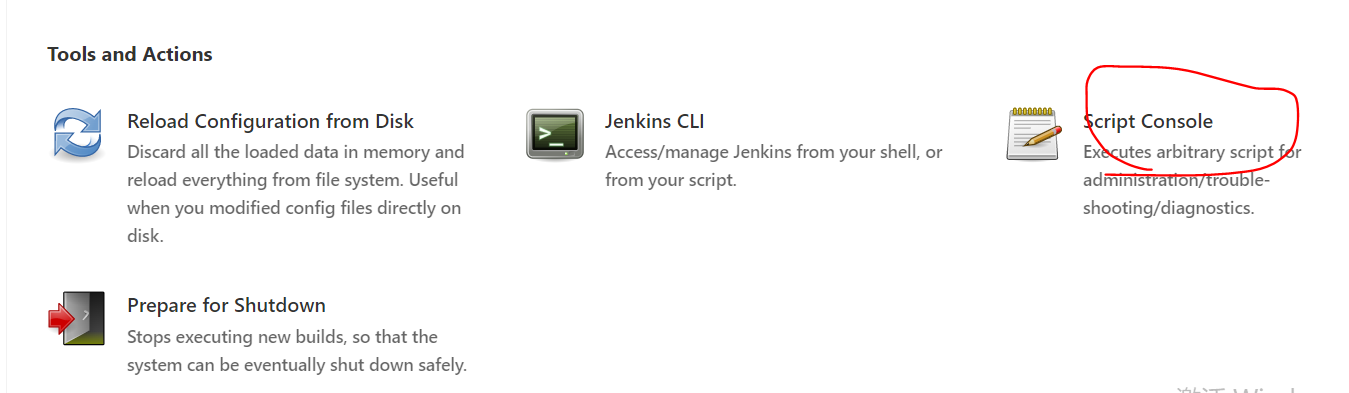 Tools and Actions
Reload Configuration from Disk
Discard all the loaded data in memory and
reload everything from file system. Useful
when you modified config files directly on
disk.
Jenkins CLI
Access/manage Jenkins from your shell, or
from your script.
Script Console
Executes arbitrary script for
administration/trouble-
shooting/diagnostics.
Prepare for Shutdown
Stops executing new builds, so that the
system can be eventually shut down safely.